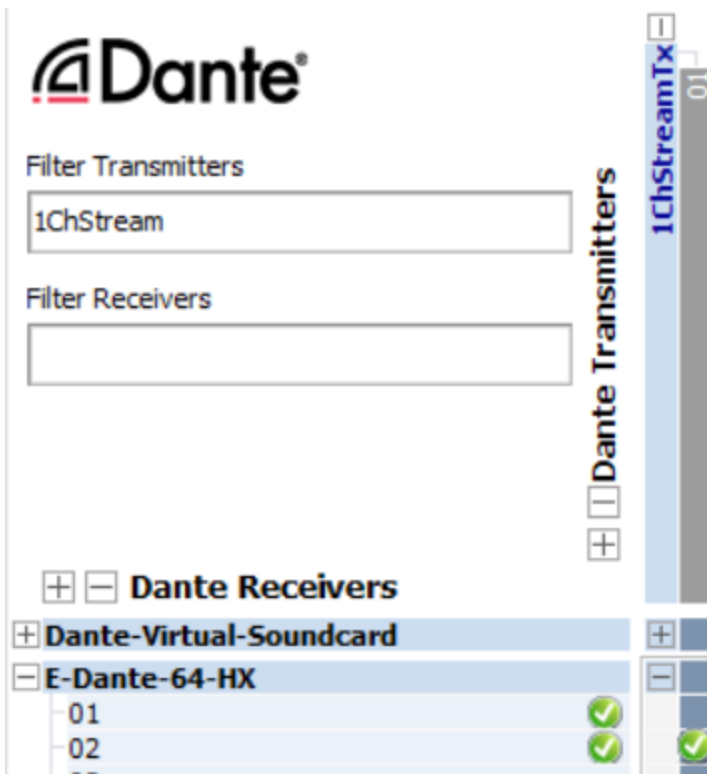 Dante®
Filter Transmitters
1ChStream
Filter Receivers
Dante Transmitters
1ChStreamTx
01
Dante Receivers
Dante-Virtual-Soundcard
E-Dante-64-HX
01
02